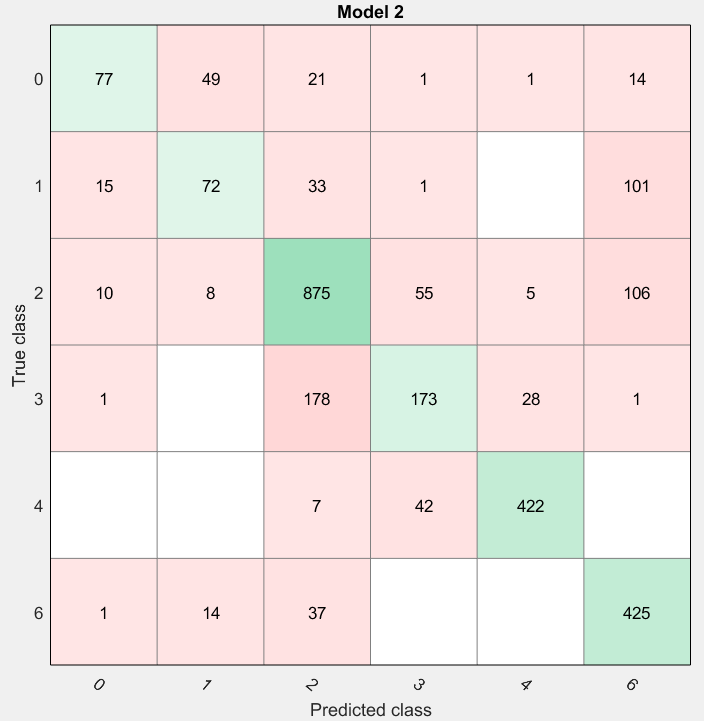 Model 2
0 77 49 21 1 1 14
1 15 72 33 1 101
2 10 8 875 55 5 106
3 1 178 173 28 1
4 7 42 422
6 1 14 37 425
True class
0 1 2 3 4 6
Predicted class